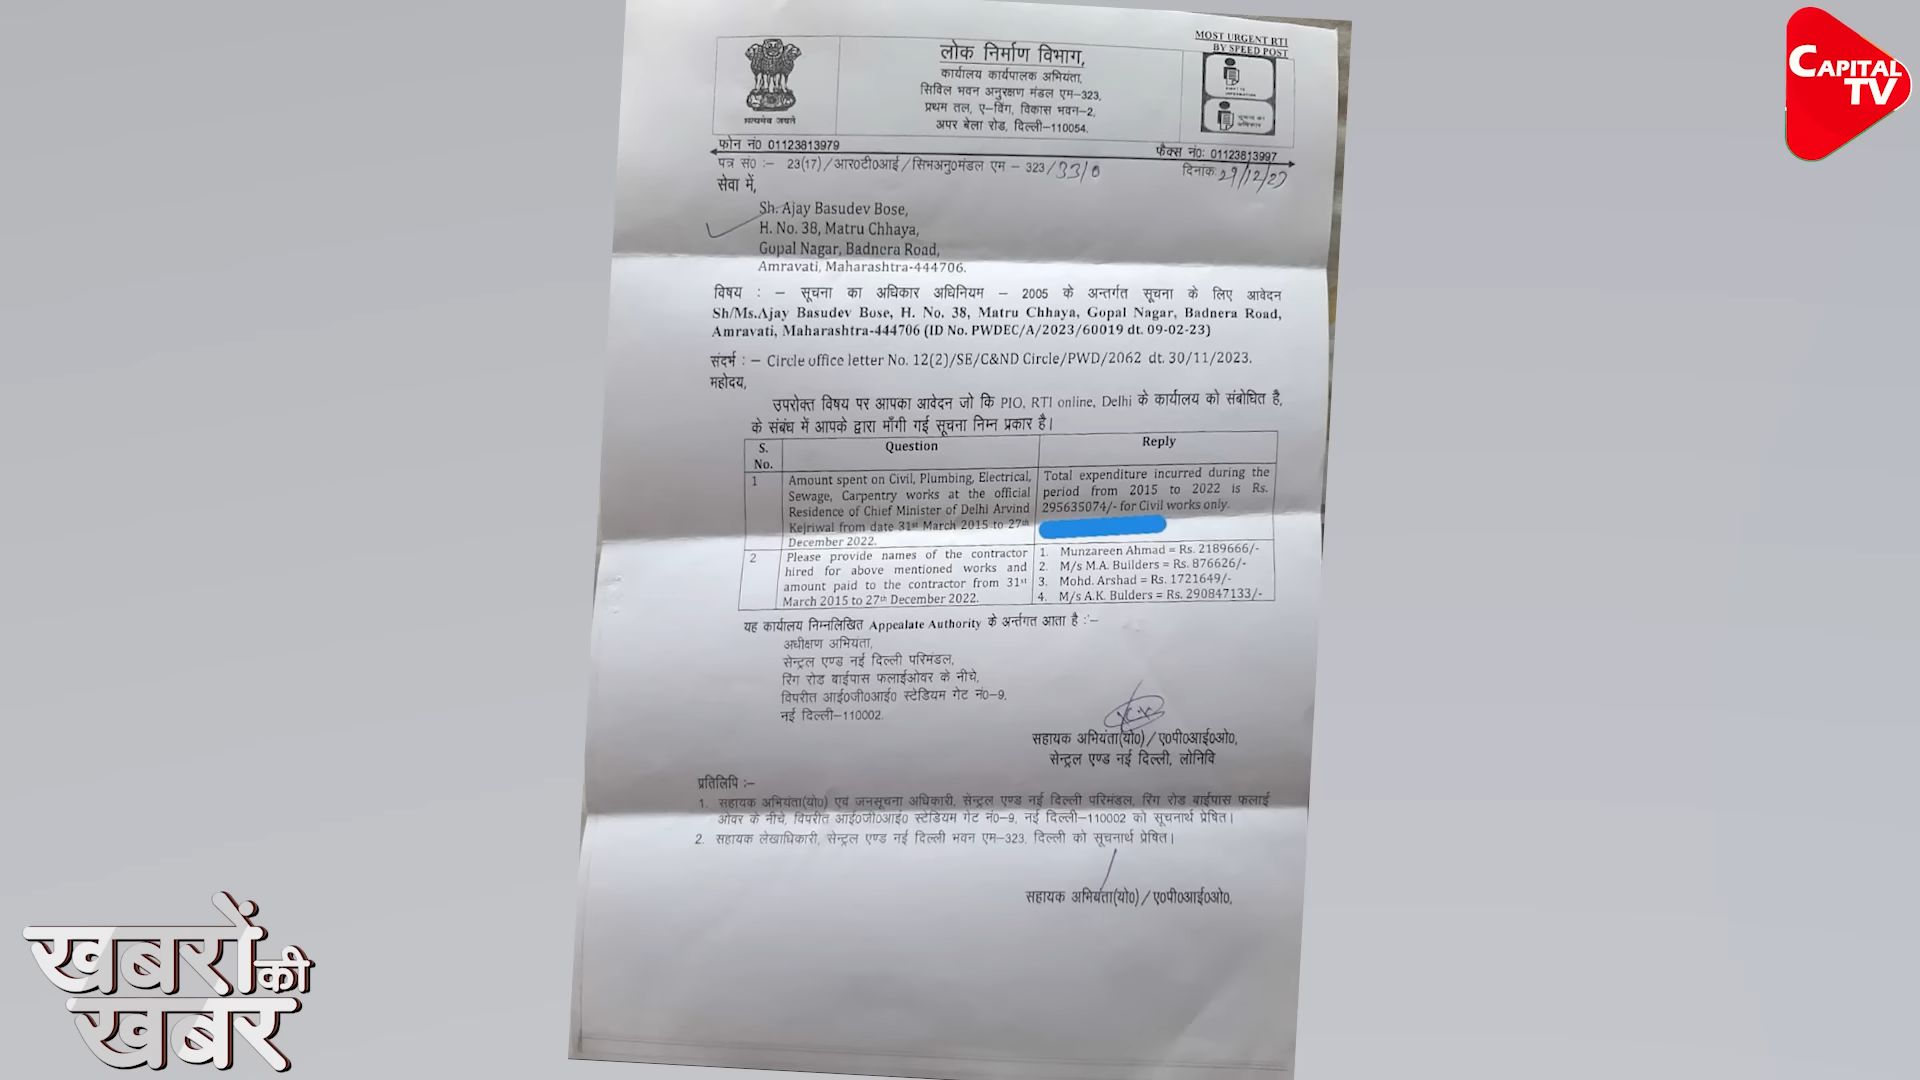 CAPITAL
TV
MOST URGENT RTI
BY SPEED POST
लोक निर्माण विभाग,
कार्यालय कार्यपालक अभियंता,
सिविल भवन अनुरक्षण मंडल एम-323,
प्रथम तल, ए-विंग, विकास भवन-2,
अपर बेला रोड, दिल्ली-110054.
सत्यमेव जयते
RIGHT TO
INFORMATION
सूचना का
अधिकार
फोन नं0 01123813979
फैक्स नं0: 01123813997
पत्र सं0 :- 23(17)/आर0टी0आई/सिभअनु0मंडल एम - 323/3310
दिनांक: 29/12/23
सेवा में,
Sh. Ajay Basudev Bose,
H. No. 38, Matru Chhaya,
Gopal Nagar, Badnera Road,
Amravati, Maharashtra-444706.
विषय : - सूचना का अधिकार अधिनियम - 2005 के अन्तर्गत सूचना के लिए आवेदन
Sh/Ms.Ajay Basudev Bose, H. No. 38, Matru Chhaya, Gopal Nagar, Badnera Road,
Amravati, Maharashtra-444706 (ID No. PWDEC/A/2023/60019 dt. 09-02-23)
संदर्भ : - Circle office letter No. 12(2)/SE/C&ND Circle/PWD/2062 dt. 30/11/2023.
महोदय,
उपरोक्त विषय पर आपका आवेदन जो कि PIO, RTI online, Delhi के कार्यालय को संबोधित है,
के संबंध में आपके द्वारा माँगी गई सूचना निम्न प्रकार है।
S. No. Question Reply
1 Amount spent on Civil, Plumbing, Electrical,
Sewage, Carpentry works at the official
Residence of Chief Minister of Delhi Arvind
Kejriwal from date 31st March 2015 to 27th
December 2022.
Total expenditure incurred during the
period from 2015 to 2022 is Rs.
295635074/- for Civil works only.
2 Please provide names of the contractor
hired for above mentioned works and
amount paid to the contractor from 31st
March 2015 to 27th December 2022.
1. Munzareen Ahmad = Rs. 2189666/-
2. M/s M.A. Builders = Rs. 876626/-
3. Mohd. Arshad = Rs. 1721649/-
4. M/s A.K. Bulders = Rs. 290847133/-
यह कार्यालय निम्नलिखित Appealate Authority के अर्न्तगत आता है :-
अधीक्षण अभियंता,
सेन्ट्रल एण्ड नई दिल्ली परिमंडल,
रिंग रोड बाईपास फलाईओवर के नीचे,
विपरीत आई0जी0आई0 स्टेडियम गेट नं0-9,
नई दिल्ली-110002.
सहायक अभियंता(यो0)/ए0पी0आई0ओ0,
सेन्ट्रल एण्ड नई दिल्ली, लोनिवि
प्रतिलिपि :-
1. सहायक अभियंता(यो0) एवं जनसूचना अधिकारी, सेन्ट्रल एण्ड नई दिल्ली परिमंडल, रिंग रोड बाईपास फलाई
ओवर के नीचे, विपरीत आई0जी0आई0 स्टेडियम गेट नं0-9, नई दिल्ली-110002 को सूचनार्थ प्रेषित।
2. सहायक लेखाधिकारी, सेन्ट्रल एण्ड नई दिल्ली भवन एम-323, दिल्ली को सूचनार्थ प्रेषित।
सहायक अभियंता(यो0)/ए0पी0आई0ओ0,
खबरों की
खबर